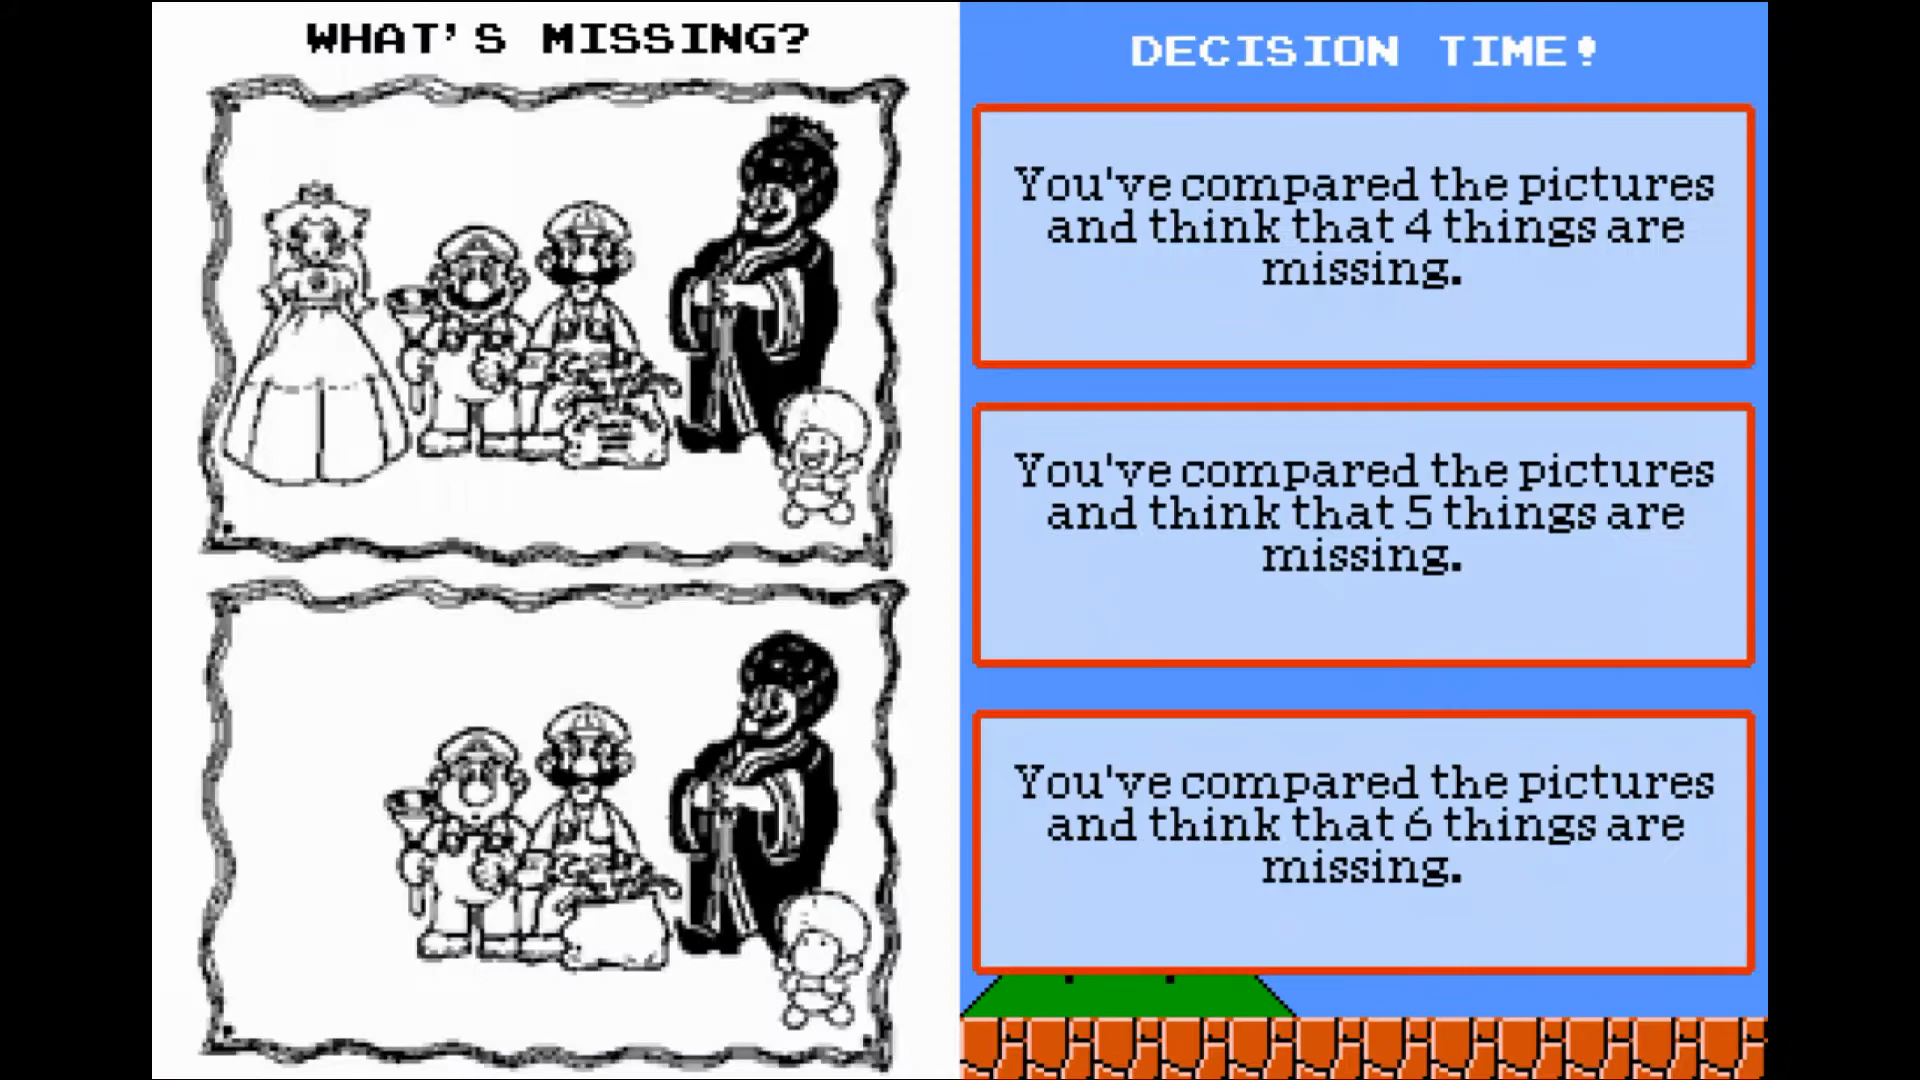 WHAT'S MISSING?
DECISION TIME!
You've compared the pictures
and think that 4 things are
missing.
You've compared the pictures
and think that 5 things are
missing.
You've compared the pictures
and think that 6 things are
missing.